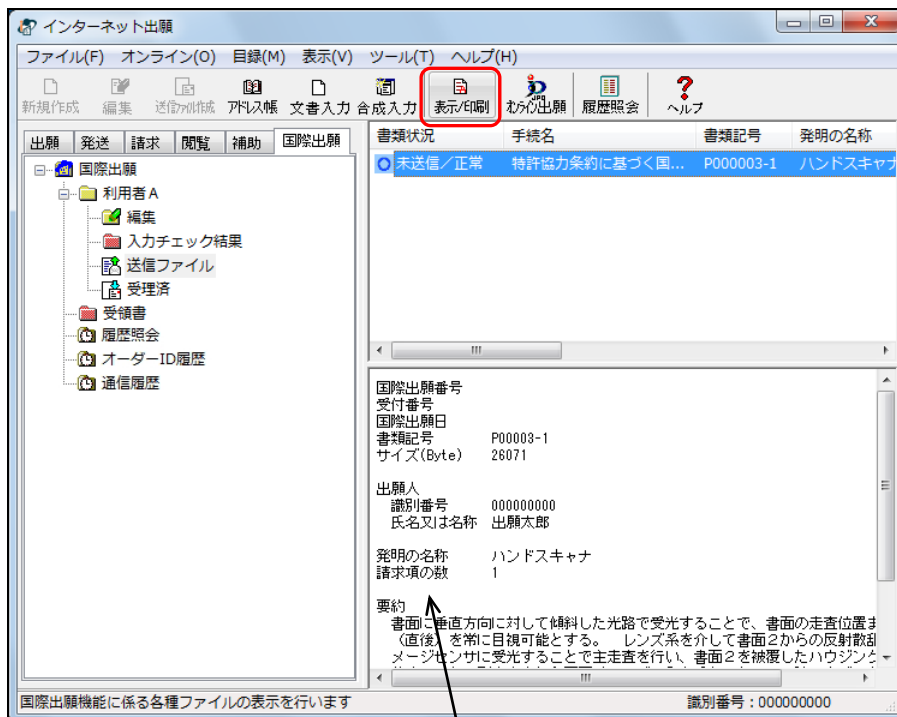 インターネット出願
ファイル(F) オンライン(O) 目録(M) 表示(V) ツール(T) ヘルプ(H)
新規作成 編集 送信ファイル作成 アドレス帳 文書入力 合成入力 表示/印刷 オンライン出願 履歴照会 ヘルプ
出願 発送 請求 閲覧 補助 国際出願
国際出願
利用者A
編集
入力チェック結果
送信ファイル
受理済
受領書
履歴照会
オーダーID履歴
通信履歴
書類状況 手続名 書類記号 発明の名称
未送信／正常 特許協力条約に基づく国... P000003-1 ハンドスキャナ
国際出願番号
受付番号
国際出願日
書類記号 P00003-1
サイズ(Byte) 26071
出願人
識別番号 000000000
氏名又は名称 出願太郎
発明の名称 ハンドスキャナ
請求項の数 1
要約
書面に垂直方向に対して傾斜した光路で受光することで、書面の走査位置ま
（直後）を常に目視可能とする。 レンズ系を介して書面２からの反射散乱
メージセンサに受光することで主走査を行い、書面２を被覆したハウジング
国際出願機能に係る各種ファイルの表示を行います 識別番号：000000000